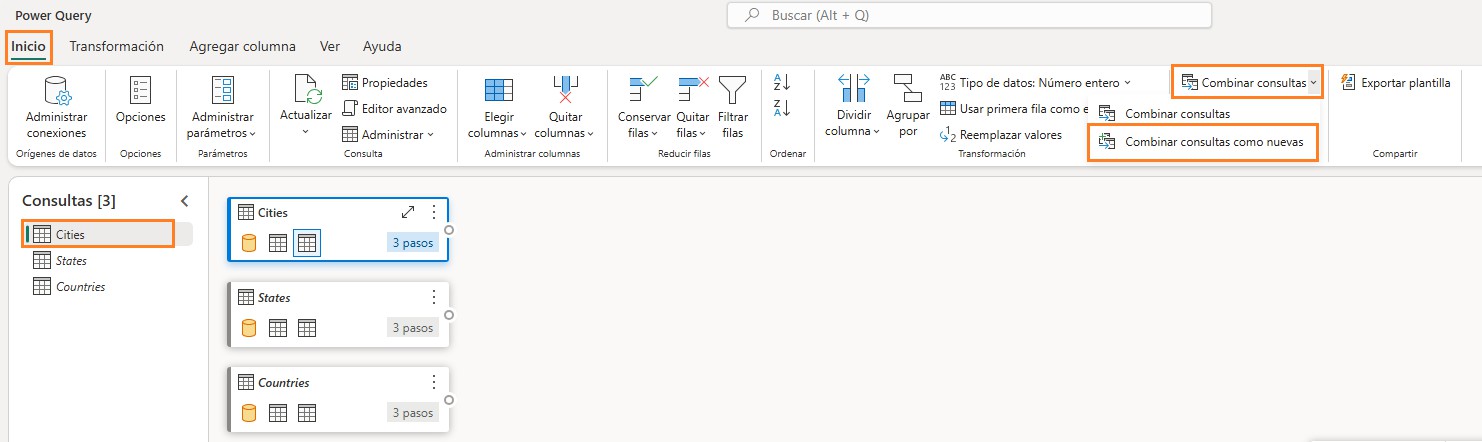 Power Query
Buscar (Alt + Q)
Inicio Transformación Agregar columna Ver Ayuda
Administrar conexiones
Orígenes de datos
Opciones
Opciones
Administrar parámetros
Parámetros
Actualizar
Propiedades
Editor avanzado
Administrar
Consulta
Elegir columnas
Quitar columnas
Administrar columnas
Conservar filas
Quitar filas
Filtrar filas
Reducir filas
A
Z
Z
A
Ordenar
Dividir columna
Agrupar por
ABC
123
Tipo de datos: Número entero
Usar primera fila como e
1
2
Reemplazar valores
Transformación
Combinar consultas
Combinar consultas
Combinar consultas como nuevas
Exportar plantilla
Compartir
Consultas [3]
Cities
States
Countries
Cities
3 pasos
States
3 pasos
Countries
3 pasos